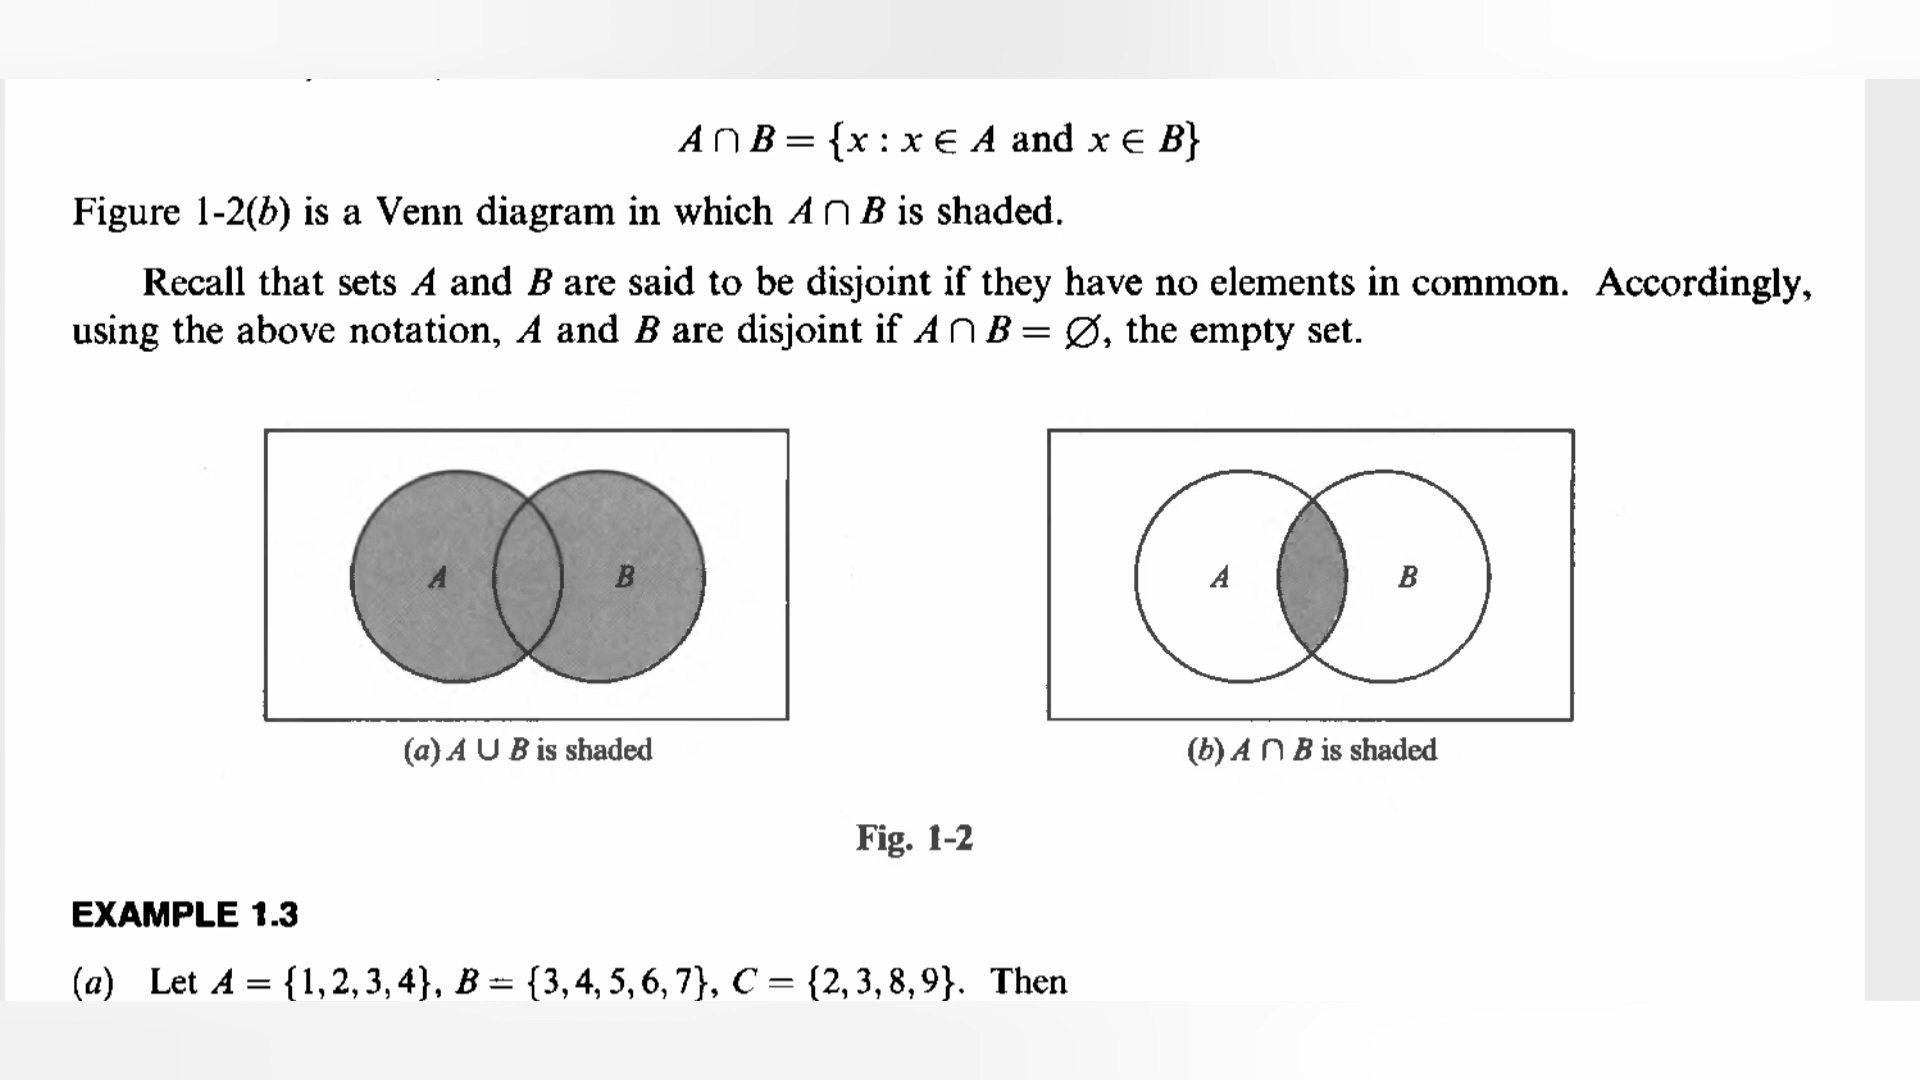 A ∩ B = {x : x ∈ A and x ∈ B}
Figure 1-2(b) is a Venn diagram in which A ∩ B is shaded.
Recall that sets A and B are said to be disjoint if they have no elements in common. Accordingly,
using the above notation, A and B are disjoint if A ∩ B = ∅, the empty set.
A B
A B
(a) A ∪ B is shaded
(b) A ∩ B is shaded
Fig. 1-2
EXAMPLE 1.3
(a) Let A = {1, 2, 3, 4}, B = {3, 4, 5, 6, 7}, C = {2, 3, 8, 9}. Then